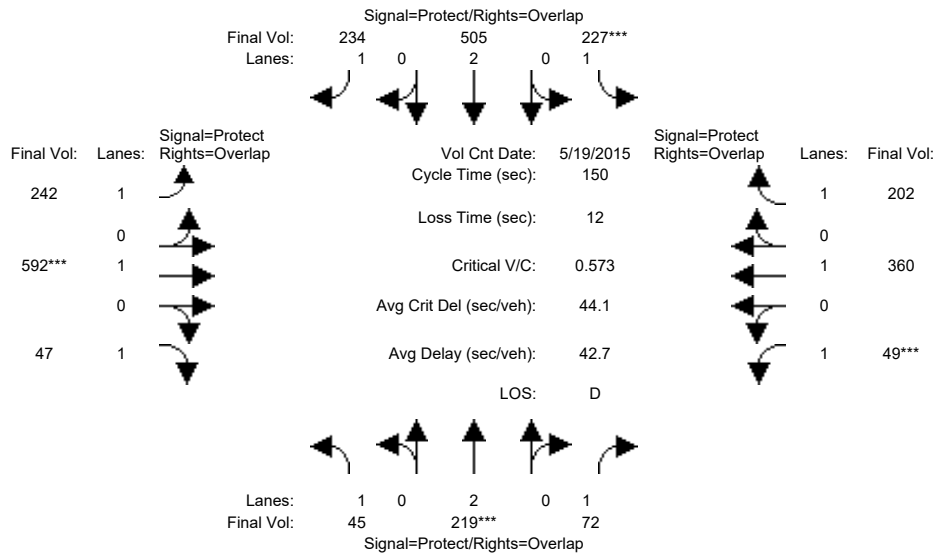 Signal=Protect/Rights=Overlap
Final Vol: 234 505 227***
Lanes: 1 0 2 0 1
Signal=Protect
Final Vol: Lanes: Rights=Overlap
Vol Cnt Date: 5/19/2015
Signal=Protect
Rights=Overlap Lanes: Final Vol:
Cycle Time (sec): 150
242 1
1 202
Loss Time (sec): 12
0
0
592*** 1
Critical V/C: 0.573
1 360
0
Avg Crit Del (sec/veh): 44.1
0
47 1
Avg Delay (sec/veh): 42.7
1 49***
LOS: D
Lanes: 1 0 2 0 1
Final Vol: 45 219*** 72
Signal=Protect/Rights=Overlap